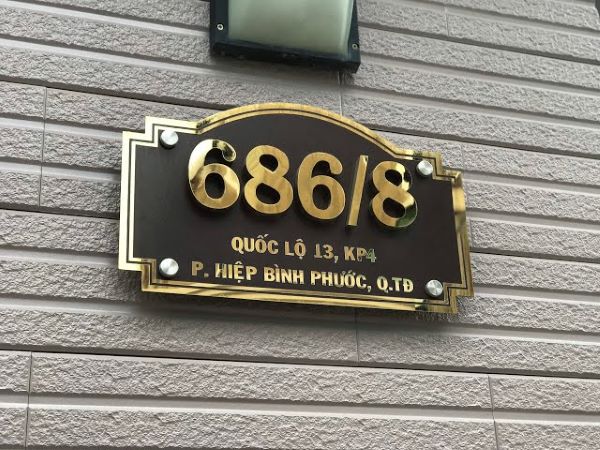 686/8
QUỐC LỘ 13, KP4
P. HIỆP BÌNH PHƯỚC, Q.TĐ